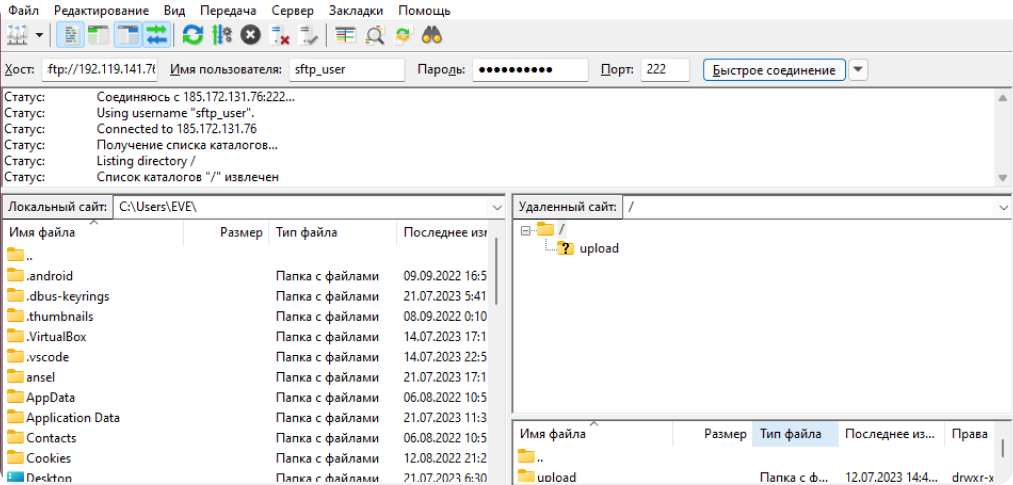 Файл Редактирование Вид Передача Сервер Закладки Помощь
Хост: ftp://192.119.141.76 Имя пользователя: sftp_user Пароль: ●●●●●●●●●● Порт: 222 Быстрое соединение
Статус: Соединяюсь с 185.172.131.76:222...
Статус: Using username "sftp_user".
Статус: Connected to 185.172.131.76
Статус: Получение списка каталогов...
Статус: Listing directory /
Статус: Список каталогов "/" извлечен
Локальный сайт: C:\Users\EVE\
Имя файла Размер Тип файла Последнее из
..
.android Папка с файлами 09.09.2022 16:5
.dbus-keyrings Папка с файлами 21.07.2023 5:41
.thumbnails Папка с файлами 08.09.2022 0:10
.VirtualBox Папка с файлами 14.07.2023 17:1
.vscode Папка с файлами 14.07.2023 22:5
ansel Папка с файлами 21.07.2023 17:1
AppData Папка с файлами 06.08.2022 10:5
Application Data Папка с файлами 21.07.2023 11:3
Contacts Папка с файлами 06.08.2022 10:5
Cookies Папка с файлами 12.08.2022 21:2
Desktop Папка с файлами 21.07.2023 6:30
Удаленный сайт: /
/
upload
Имя файла Размер Тип файла Последнее из... Права
..
upload Папка с ф... 12.07.2023 14:4... drwxr-x